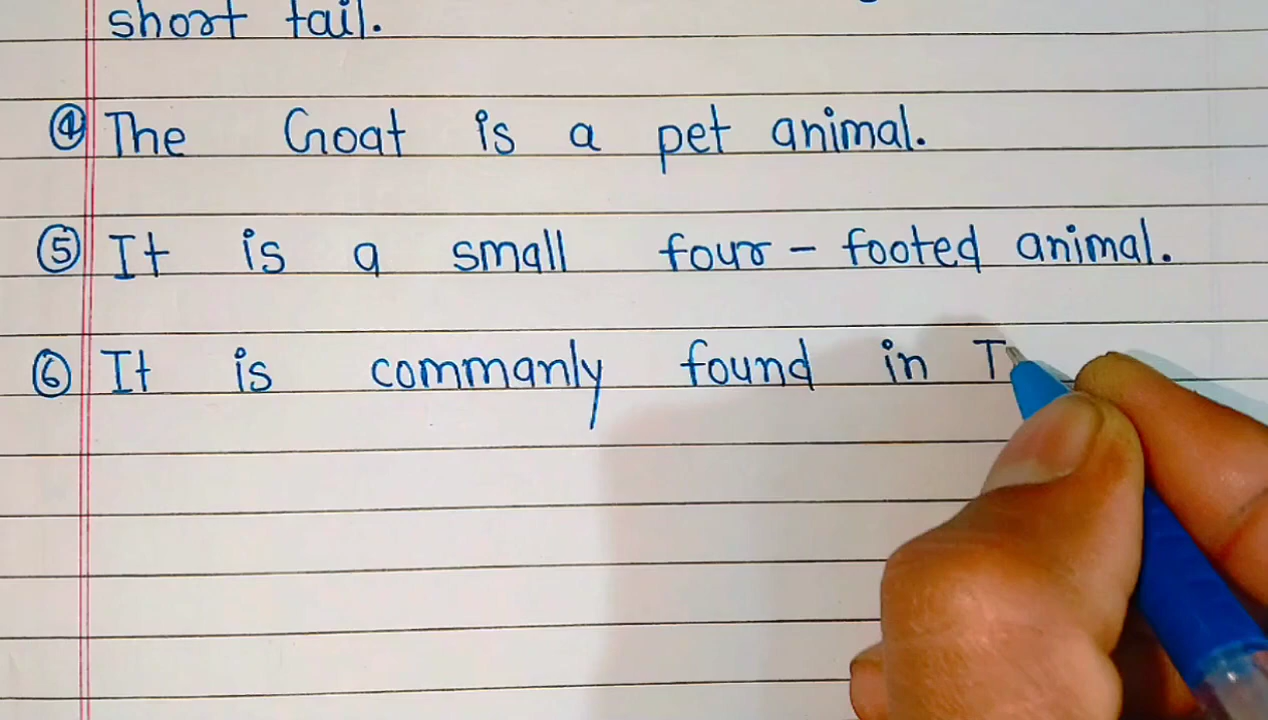 short tail.
④ The Goat is a pet animal.
⑤ It is a small four-footed animal.
⑥ It is commanly found in T